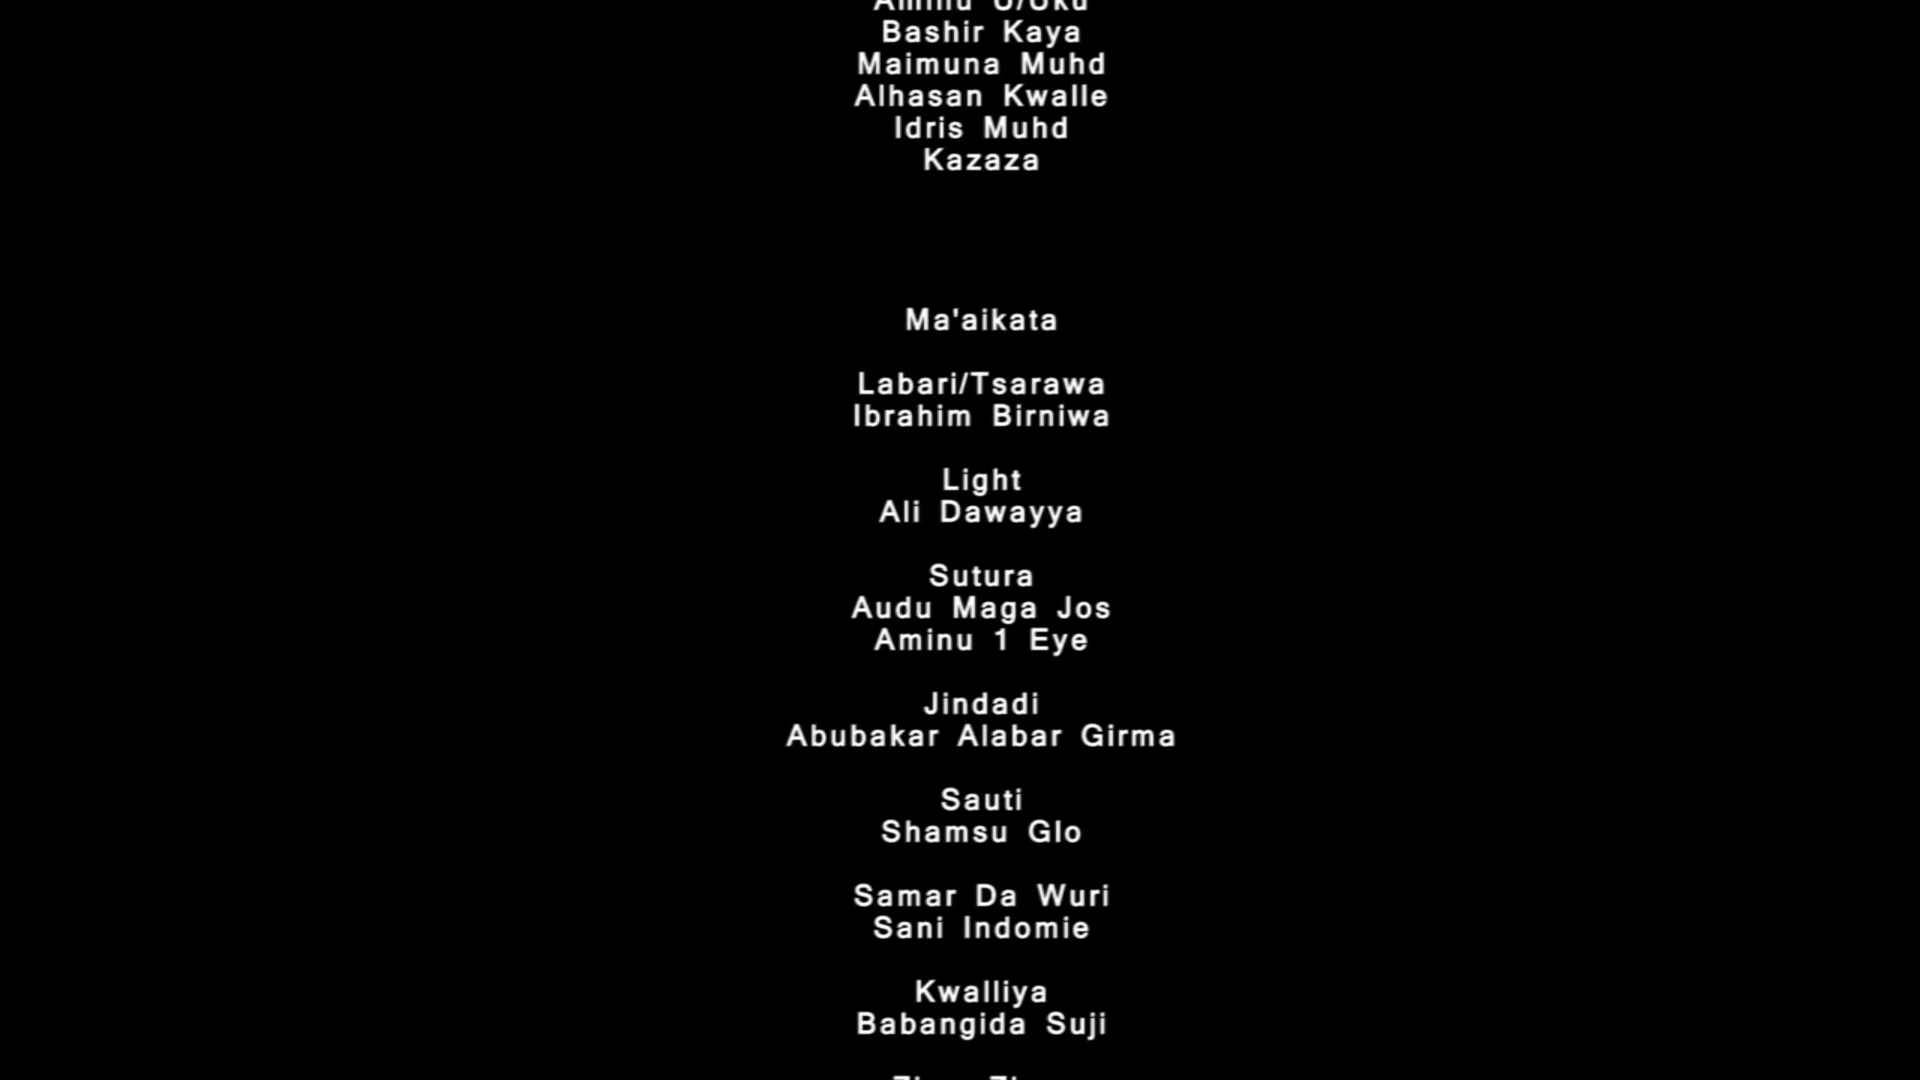 Aminu U/Uku
Bashir Kaya
Maimuna Muhd
Alhasan Kwalle
Idris Muhd
Kazaza
Ma'aikata
Labari/Tsarawa
Ibrahim Birniwa
Light
Ali Dawayya
Sutura
Audu Maga Jos
Aminu 1 Eye
Jindadi
Abubakar Alabar Girma
Sauti
Shamsu Glo
Samar Da Wuri
Sani Indomie
Kwalliya
Babangida Suji